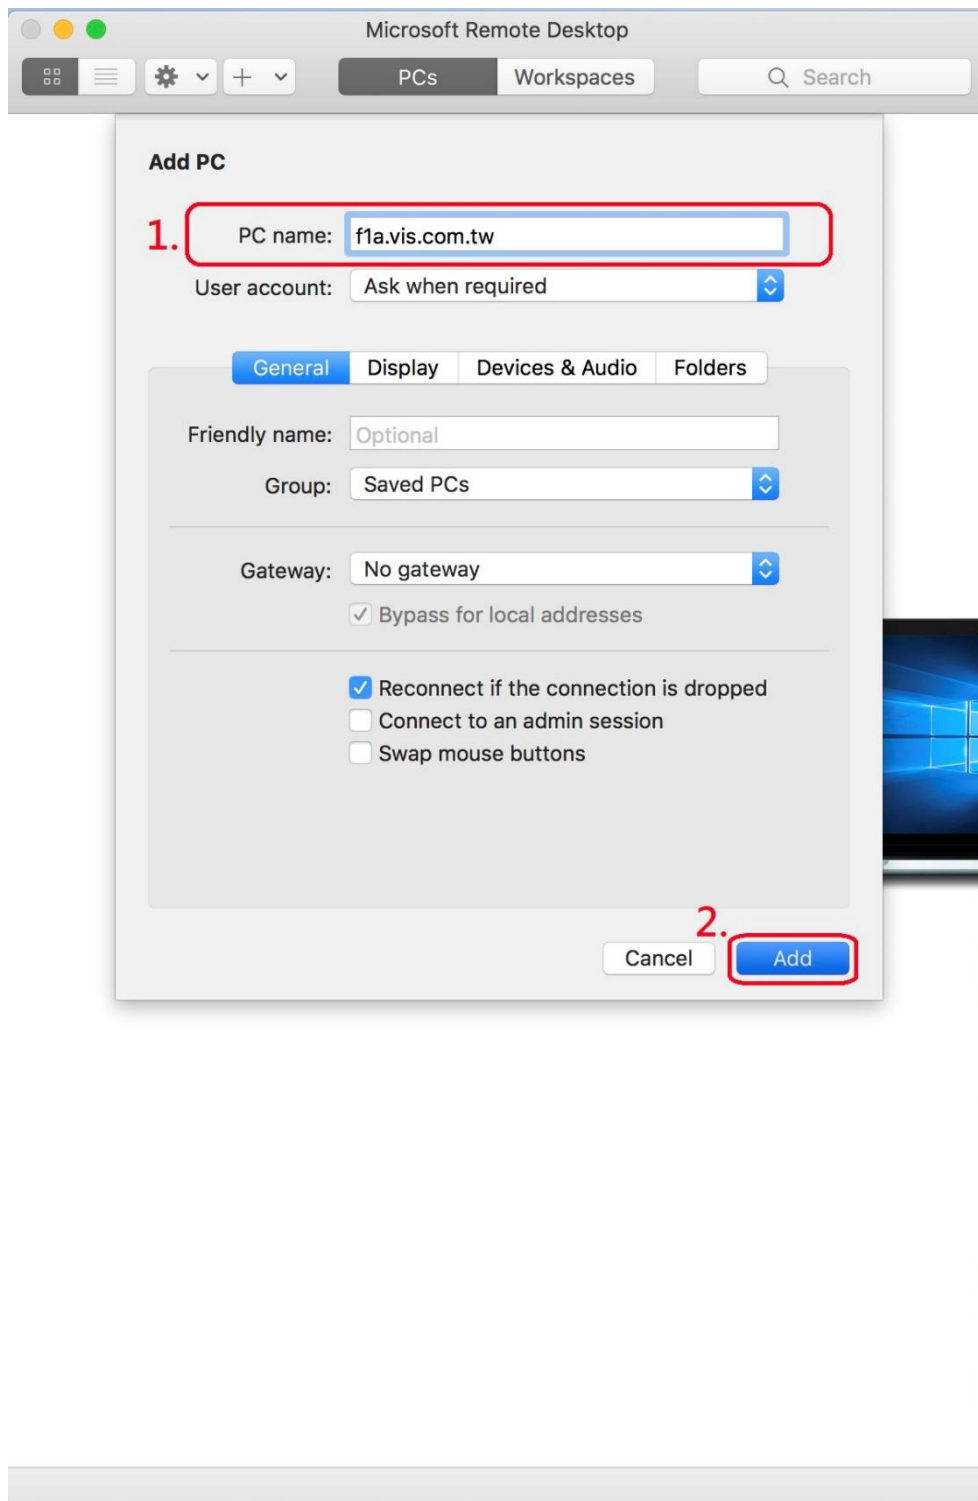 Microsoft Remote Desktop
PCs Workspaces Search
Add PC
1. PC name: f1a.vis.com.tw
User account: Ask when required
General Display Devices & Audio Folders
Friendly name: Optional
Group: Saved PCs
Gateway: No gateway
Bypass for local addresses
Reconnect if the connection is dropped
Connect to an admin session
Swap mouse buttons
2.
Cancel Add